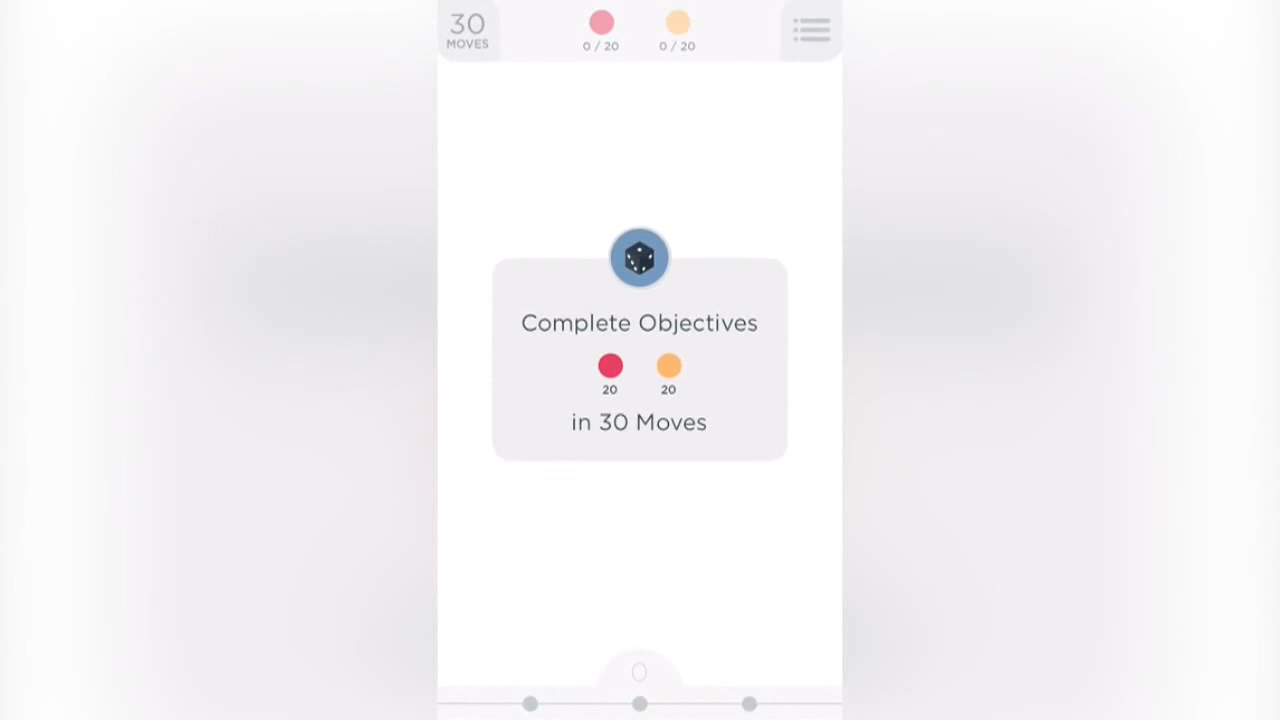 30
MOVES
0 / 20
0 / 20
Complete Objectives
20
20
in 30 Moves
0